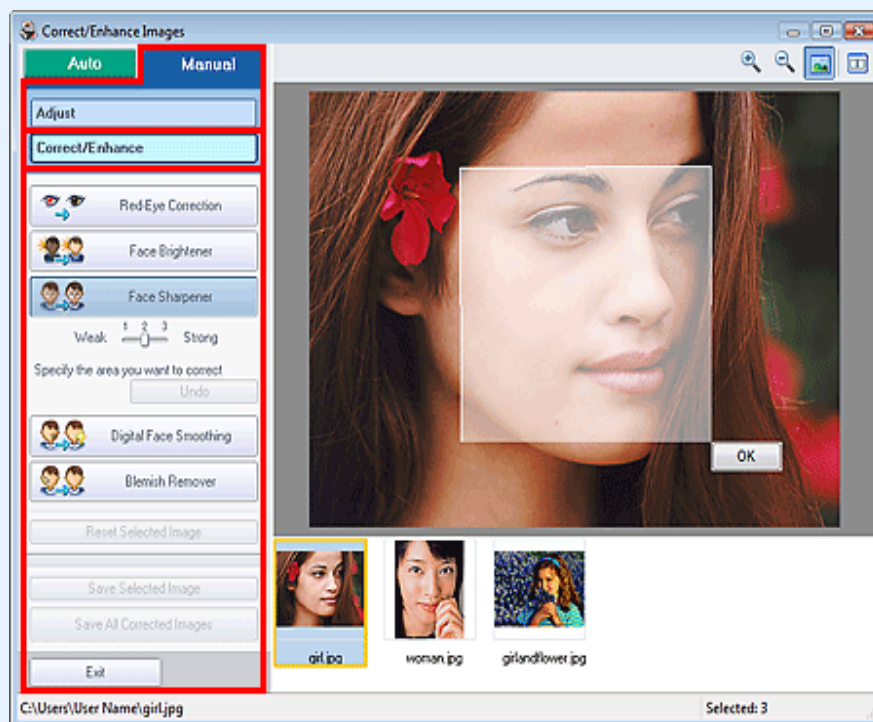 Correct/Enhance Images
Auto
Manual
Adjust
Correct/Enhance
Red-Eye Correction
Face Brightener
Face Sharpener
1 2 3
Weak Strong
Specify the area you want to correct
Undo
Digital Face Smoothing
Blemish Remover
Reset Selected Image
Save Selected Image
Save All Corrected Images
Exit
OK
girl.jpg
woman.jpg
girlandflower.jpg
C:\Users\User Name\girl.jpg
Selected: 3